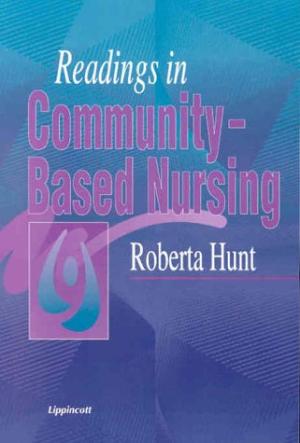 Readings in
Community-
Based Nursing
Roberta Hunt
Lippincott